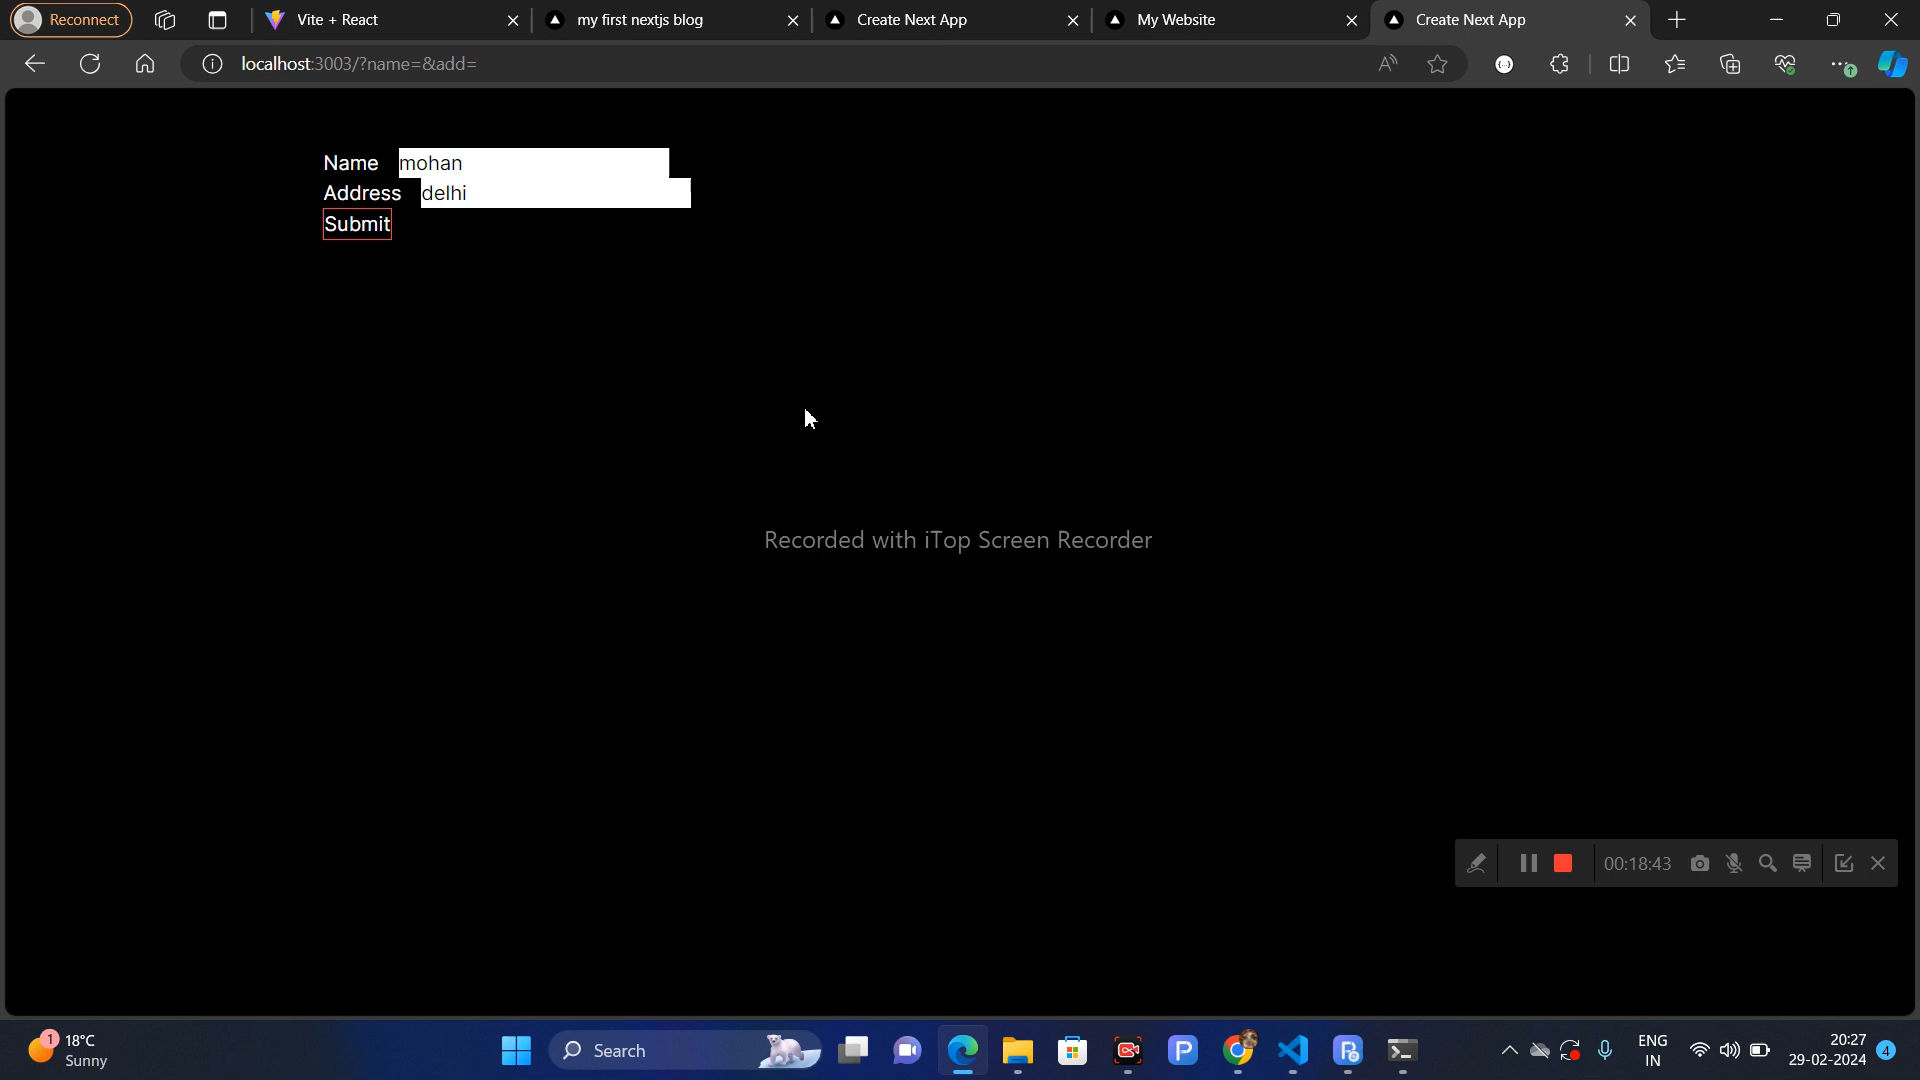 Reconnect
Vite + React
my first nextjs blog
Create Next App
My Website
Create Next App
localhost:3003/?name=&add=
Name mohan
Address delhi
Submit
Recorded with iTop Screen Recorder
00:18:43
1
18°C
Sunny
Search
ENG
IN
20:27
29-02-2024
4